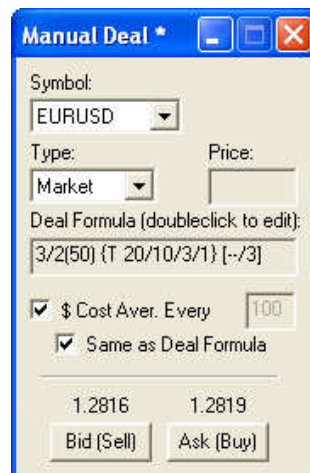 Manual Deal *
Symbol:
EURUSD
Type: Price:
Market
Deal Formula (doubleclick to edit):
3/2(50) {T 20/10/3/1} [--/3]
$ Cost Aver. Every 100
Same as Deal Formula
1.2816 1.2819
Bid (Sell) Ask (Buy)